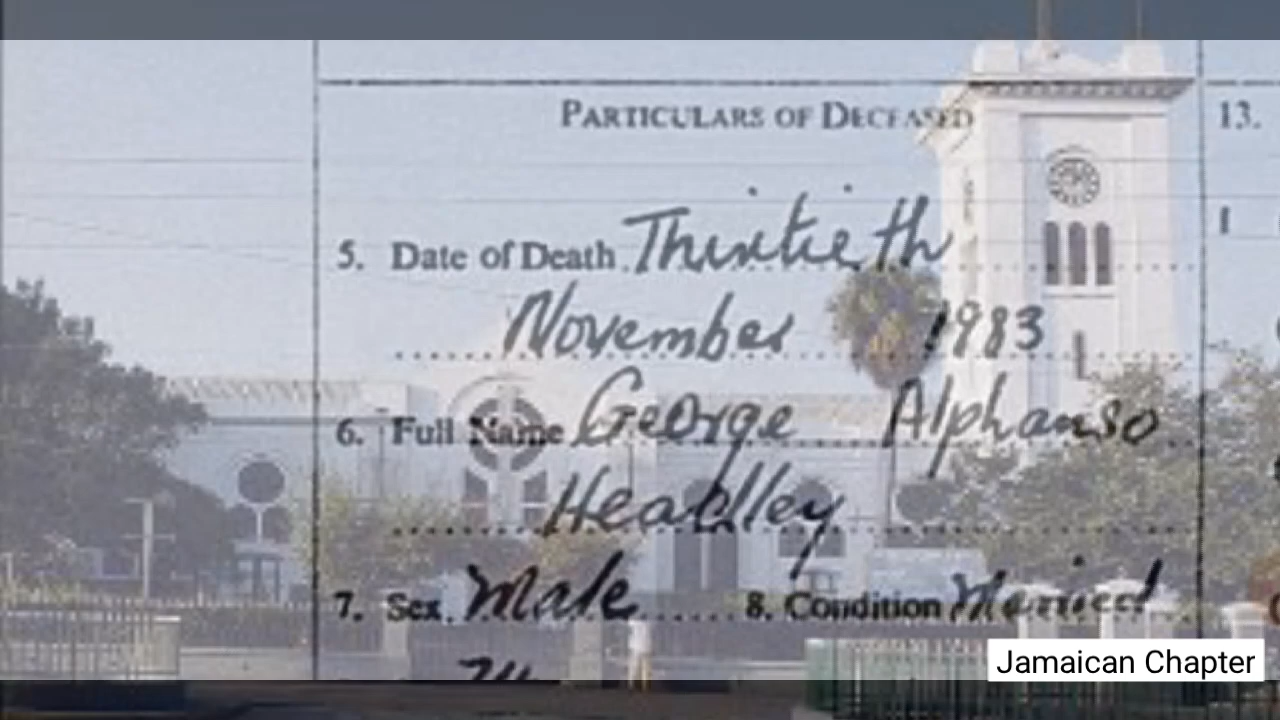 PARTICULARS OF DECEASED
13.
5. Date of Death Thirtieth
November 1983
6. Full Name George Alphanso
Headley
7. Sex Male 8. Condition Married
Jamaican Chapter